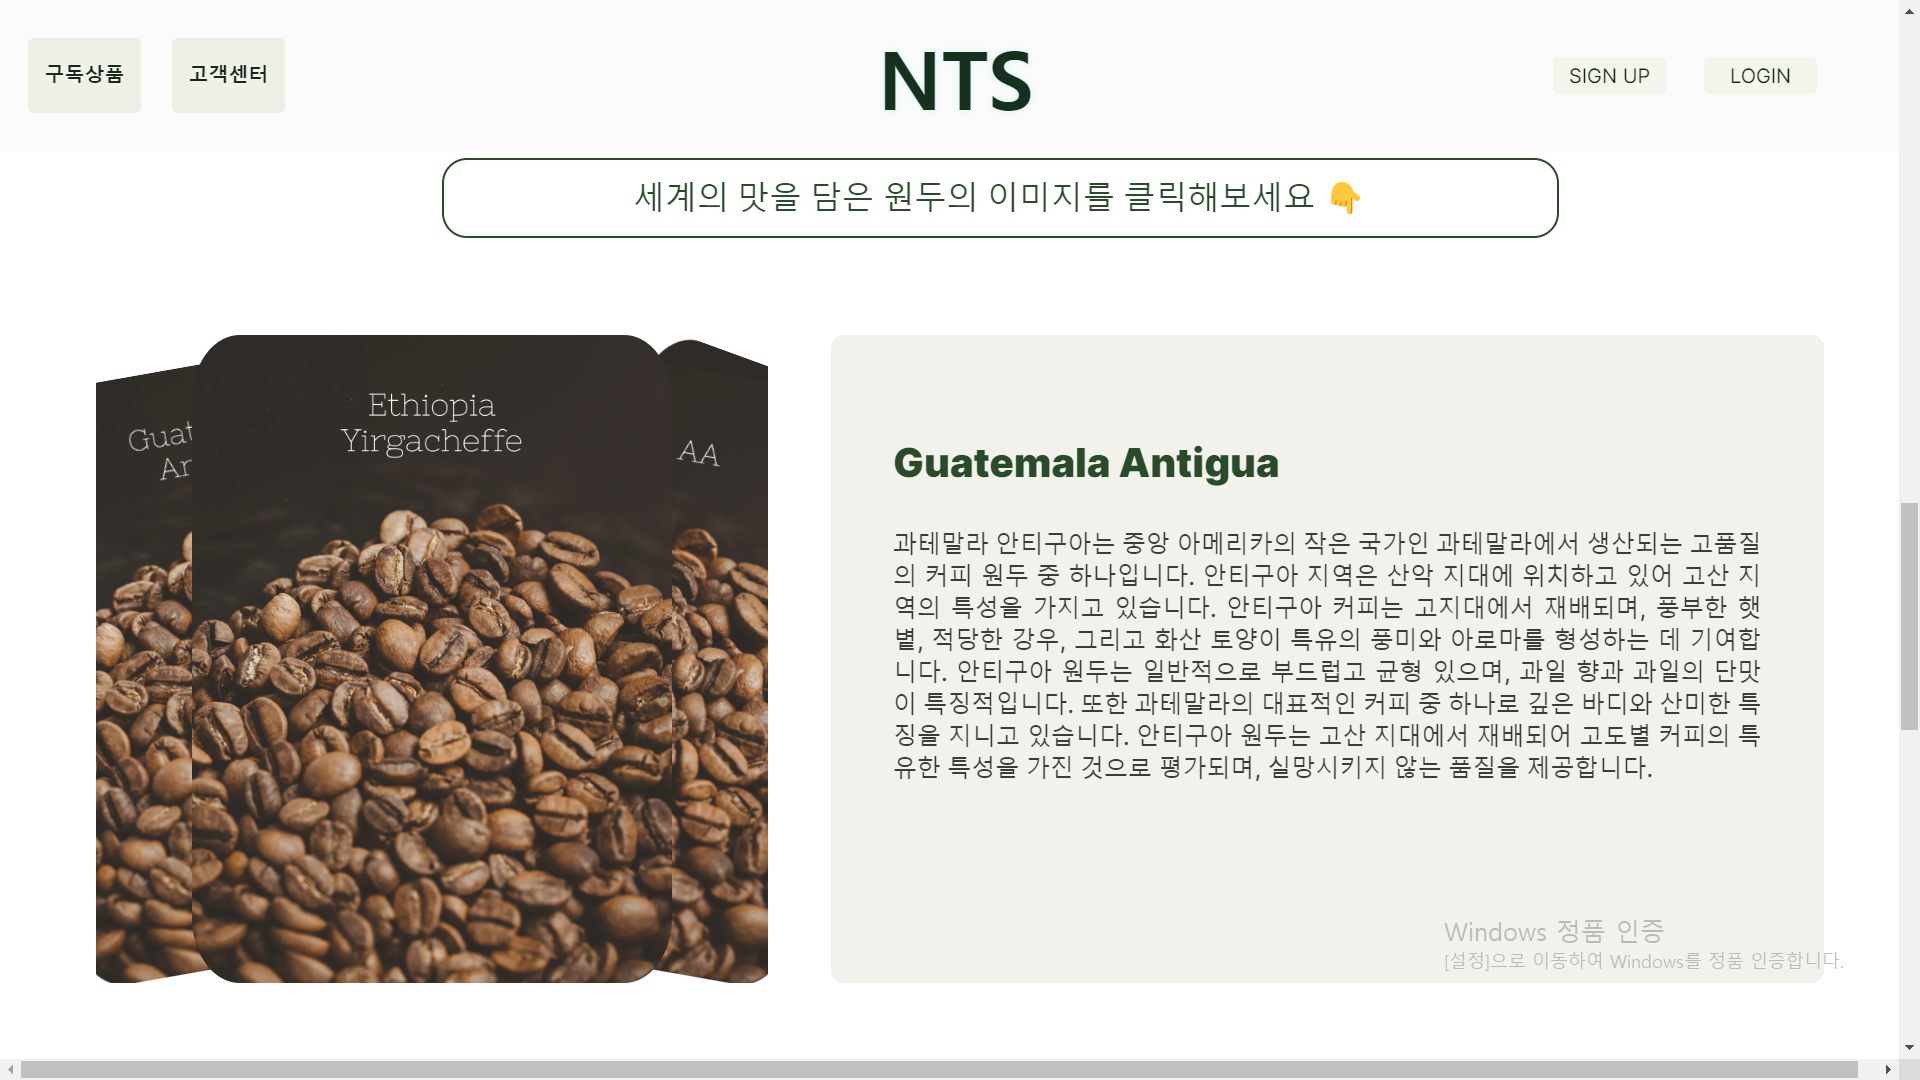 구독상품
고객센터
NTS
SIGN UP
LOGIN
세계의 맛을 담은 원두의 이미지를 클릭해보세요 👇
Ethiopia
Yirgacheffe
AA
Guatemala Antigua
과테말라 안티구아는 중앙 아메리카의 작은 국가인 과테말라에서 생산되는 고품질
의 커피 원두 중 하나입니다. 안티구아 지역은 산악 지대에 위치하고 있어 고산 지
역의 특성을 가지고 있습니다. 안티구아 커피는 고지대에서 재배되며, 풍부한 햇
볕, 적당한 강우, 그리고 화산 토양이 특유의 풍미와 아로마를 형성하는 데 기여합
니다. 안티구아 원두는 일반적으로 부드럽고 균형 있으며, 과일 향과 과일의 단맛
이 특징적입니다. 또한 과테말라의 대표적인 커피 중 하나로 깊은 바디와 산미한 특
징을 지니고 있습니다. 안티구아 원두는 고산 지대에서 재배되어 고도별 커피의 특
유한 특성을 가진 것으로 평가되며, 실망시키지 않는 품질을 제공합니다.
Windows 정품 인증
[설정]으로 이동하여 Windows를 정품 인증합니다.